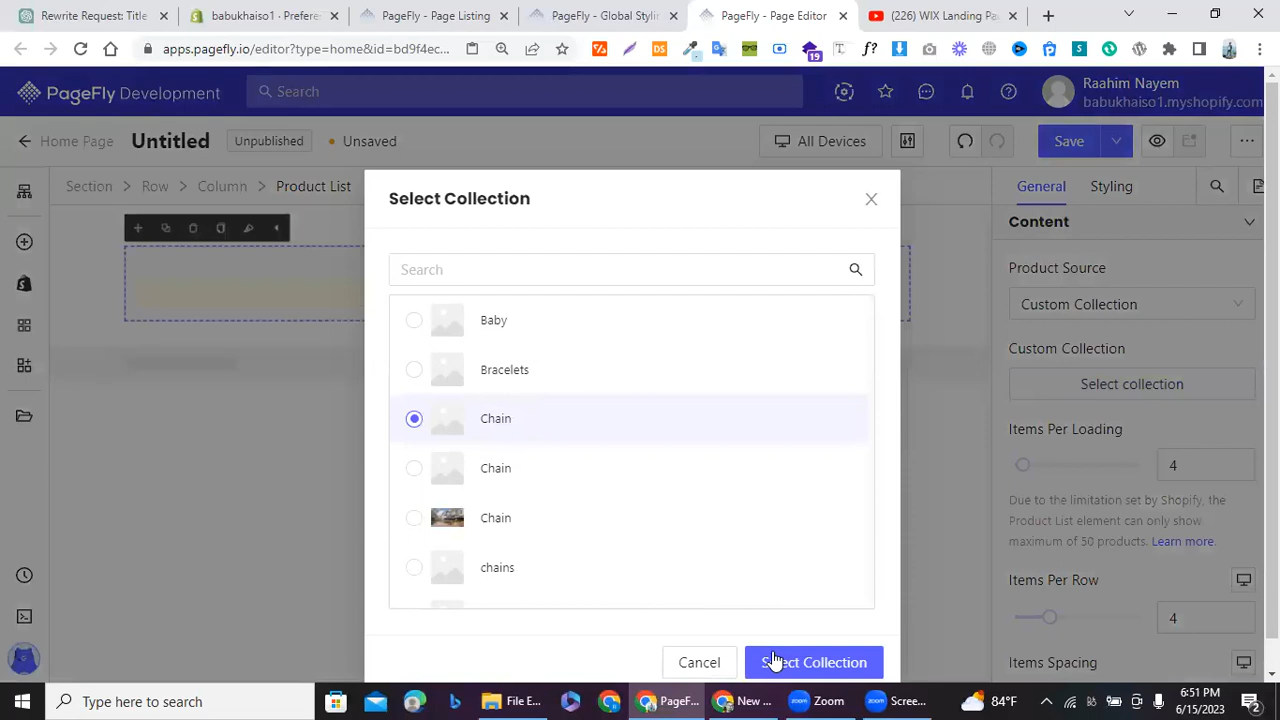 Rewrite Request: Title
babukhaiso1 - Prefere
PageFly - Page Listing
PageFly - Global Stylin
PageFly - Page Editor
(226) WIX Landing Pa
apps.pagefly.io/editor?type=home&id=bd9f4ec...
19
PageFly Development
Search
Raahim Nayem
babukhaiso1.myshopify.com
Home Page
Untitled
Unpublished
Unsaved
All Devices
Save
Section
Row
Column
Product List
General
Styling
Select Collection
Search
Baby
Bracelets
Chain
Chain
Chain
chains
Cancel
Select Collection
Content
Product Source
Custom Collection
Custom Collection
Select collection
Items Per Loading
4
Due to the limitation set by Shopify, the
Product List element can only show
maximum of 50 products. Learn more.
Items Per Row
4
Items Spacing
Type here to search
File E...
PageF...
New ...
Zoom
Scree...
84°F
6:51 PM
6/15/2023
2